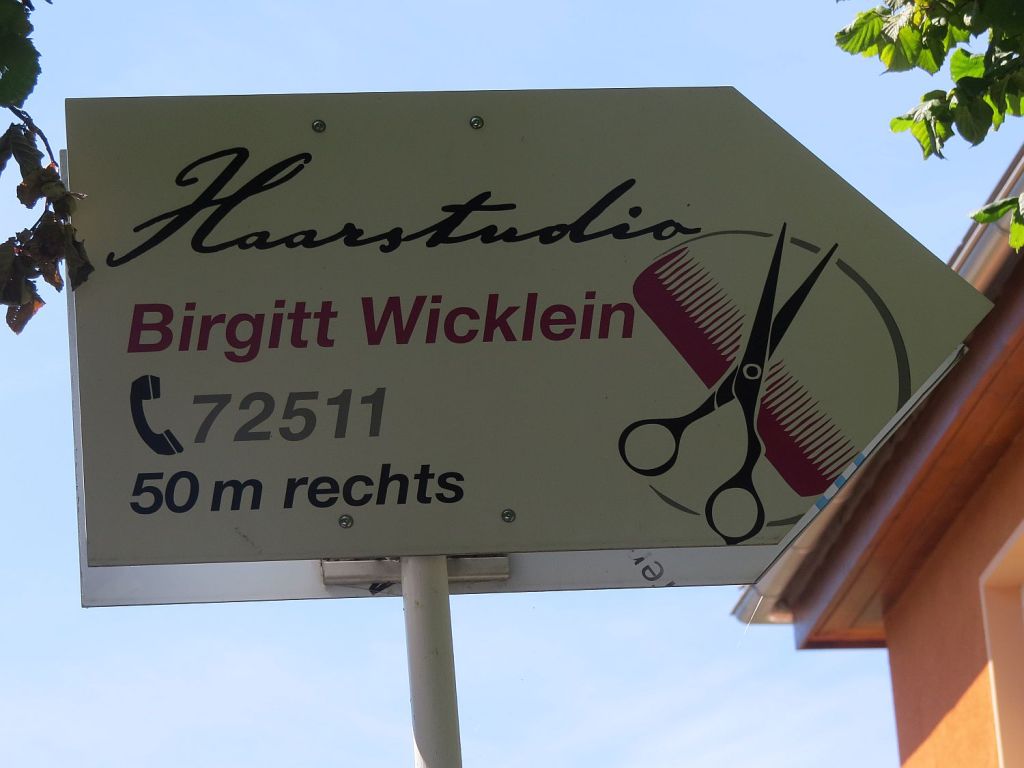 Haarstudio
Birgitt Wicklein
72511
50 m rechts